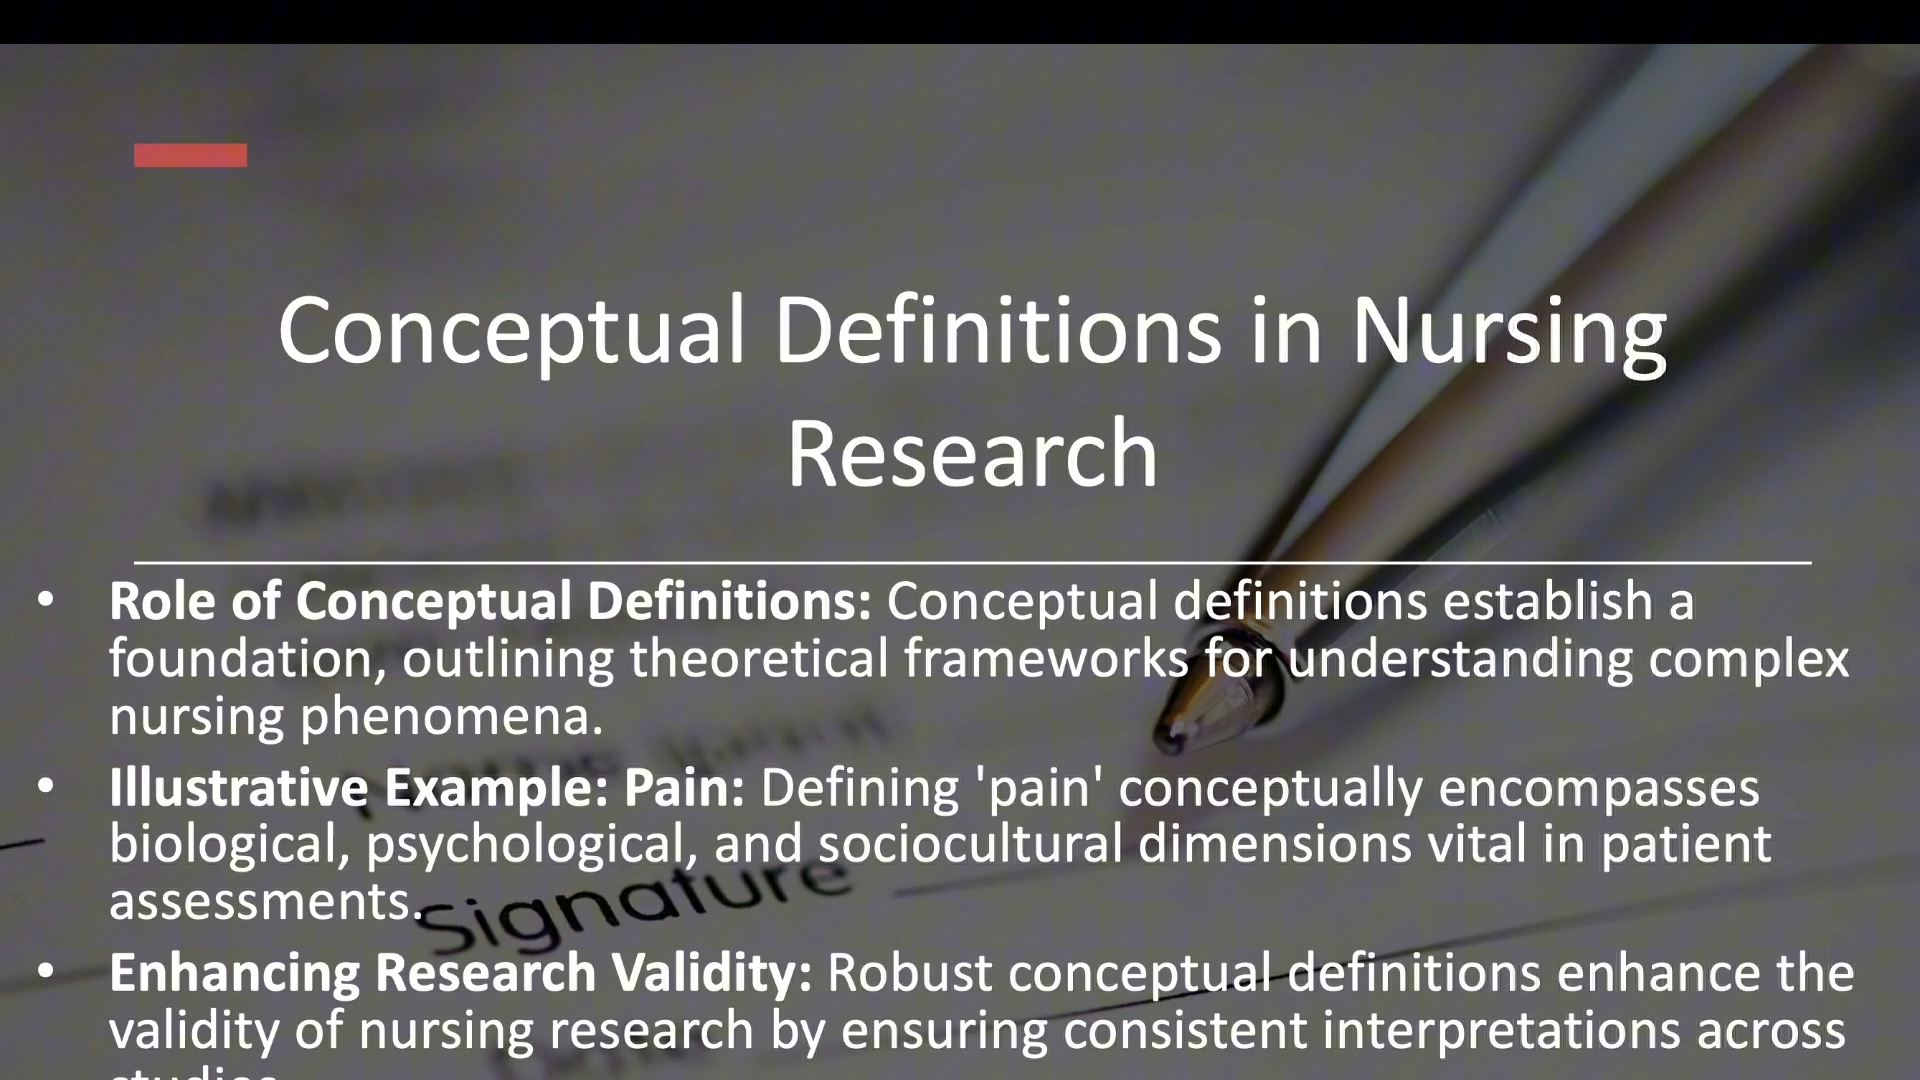 Conceptual Definitions in Nursing
Research
• Role of Conceptual Definitions: Conceptual definitions establish a
foundation, outlining theoretical frameworks for understanding complex
nursing phenomena.
• Illustrative Example: Pain: Defining 'pain' conceptually encompasses
biological, psychological, and sociocultural dimensions vital in patient
assessments.
Signature
• Enhancing Research Validity: Robust conceptual definitions enhance the
validity of nursing research by ensuring consistent interpretations across